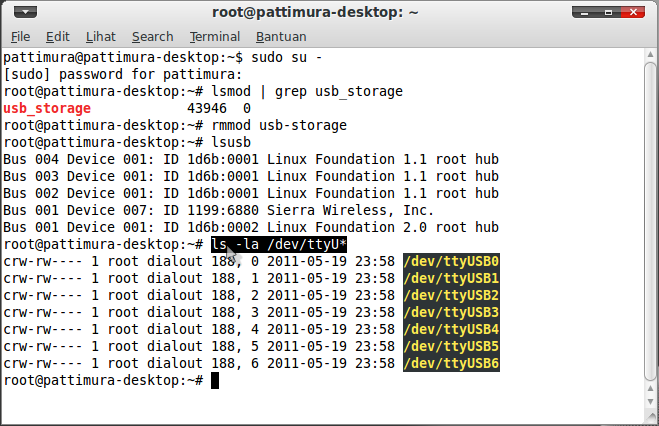 root@pattimura-desktop: ~
File Edit Lihat Search Terminal Bantuan
pattimura@pattimura-desktop:~$ sudo su -
[sudo] password for pattimura:
root@pattimura-desktop:~# lsmod | grep usb_storage
usb_storage            43946  0
root@pattimura-desktop:~# rmmod usb-storage
root@pattimura-desktop:~# lsusb
Bus 004 Device 001: ID 1d6b:0001 Linux Foundation 1.1 root hub
Bus 003 Device 001: ID 1d6b:0001 Linux Foundation 1.1 root hub
Bus 002 Device 001: ID 1d6b:0001 Linux Foundation 1.1 root hub
Bus 001 Device 007: ID 1199:6880 Sierra Wireless, Inc.
Bus 001 Device 001: ID 1d6b:0002 Linux Foundation 2.0 root hub
root@pattimura-desktop:~# ls -la /dev/ttyU*
crw-rw---- 1 root dialout 188, 0 2011-05-19 23:58 /dev/ttyUSB0
crw-rw---- 1 root dialout 188, 1 2011-05-19 23:58 /dev/ttyUSB1
crw-rw---- 1 root dialout 188, 2 2011-05-19 23:58 /dev/ttyUSB2
crw-rw---- 1 root dialout 188, 3 2011-05-19 23:58 /dev/ttyUSB3
crw-rw---- 1 root dialout 188, 4 2011-05-19 23:58 /dev/ttyUSB4
crw-rw---- 1 root dialout 188, 5 2011-05-19 23:58 /dev/ttyUSB5
crw-rw---- 1 root dialout 188, 6 2011-05-19 23:58 /dev/ttyUSB6
root@pattimura-desktop:~#